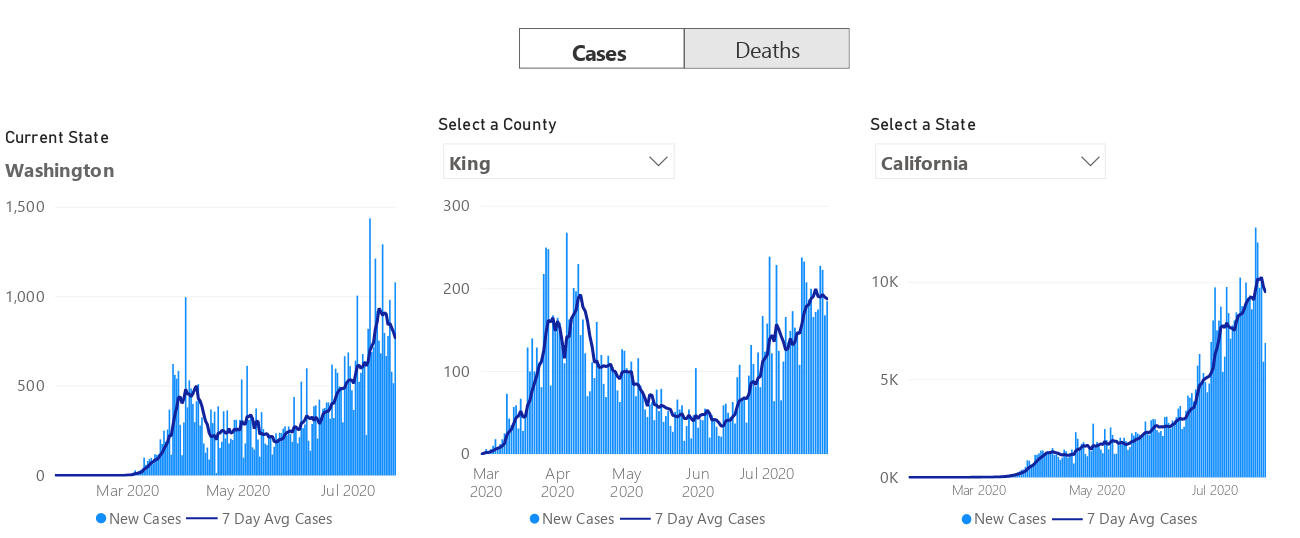 Cases
Deaths
Current State
Washington
1,500
1,000
500
0
Mar 2020 May 2020 Jul 2020
New Cases 7 Day Avg Cases
Select a County
King
300
200
100
0
Mar Apr May Jun Jul 2020
2020 2020 2020 2020
New Cases 7 Day Avg Cases
Select a State
California
10K
5K
0K
Mar 2020 May 2020 Jul 2020
New Cases 7 Day Avg Cases